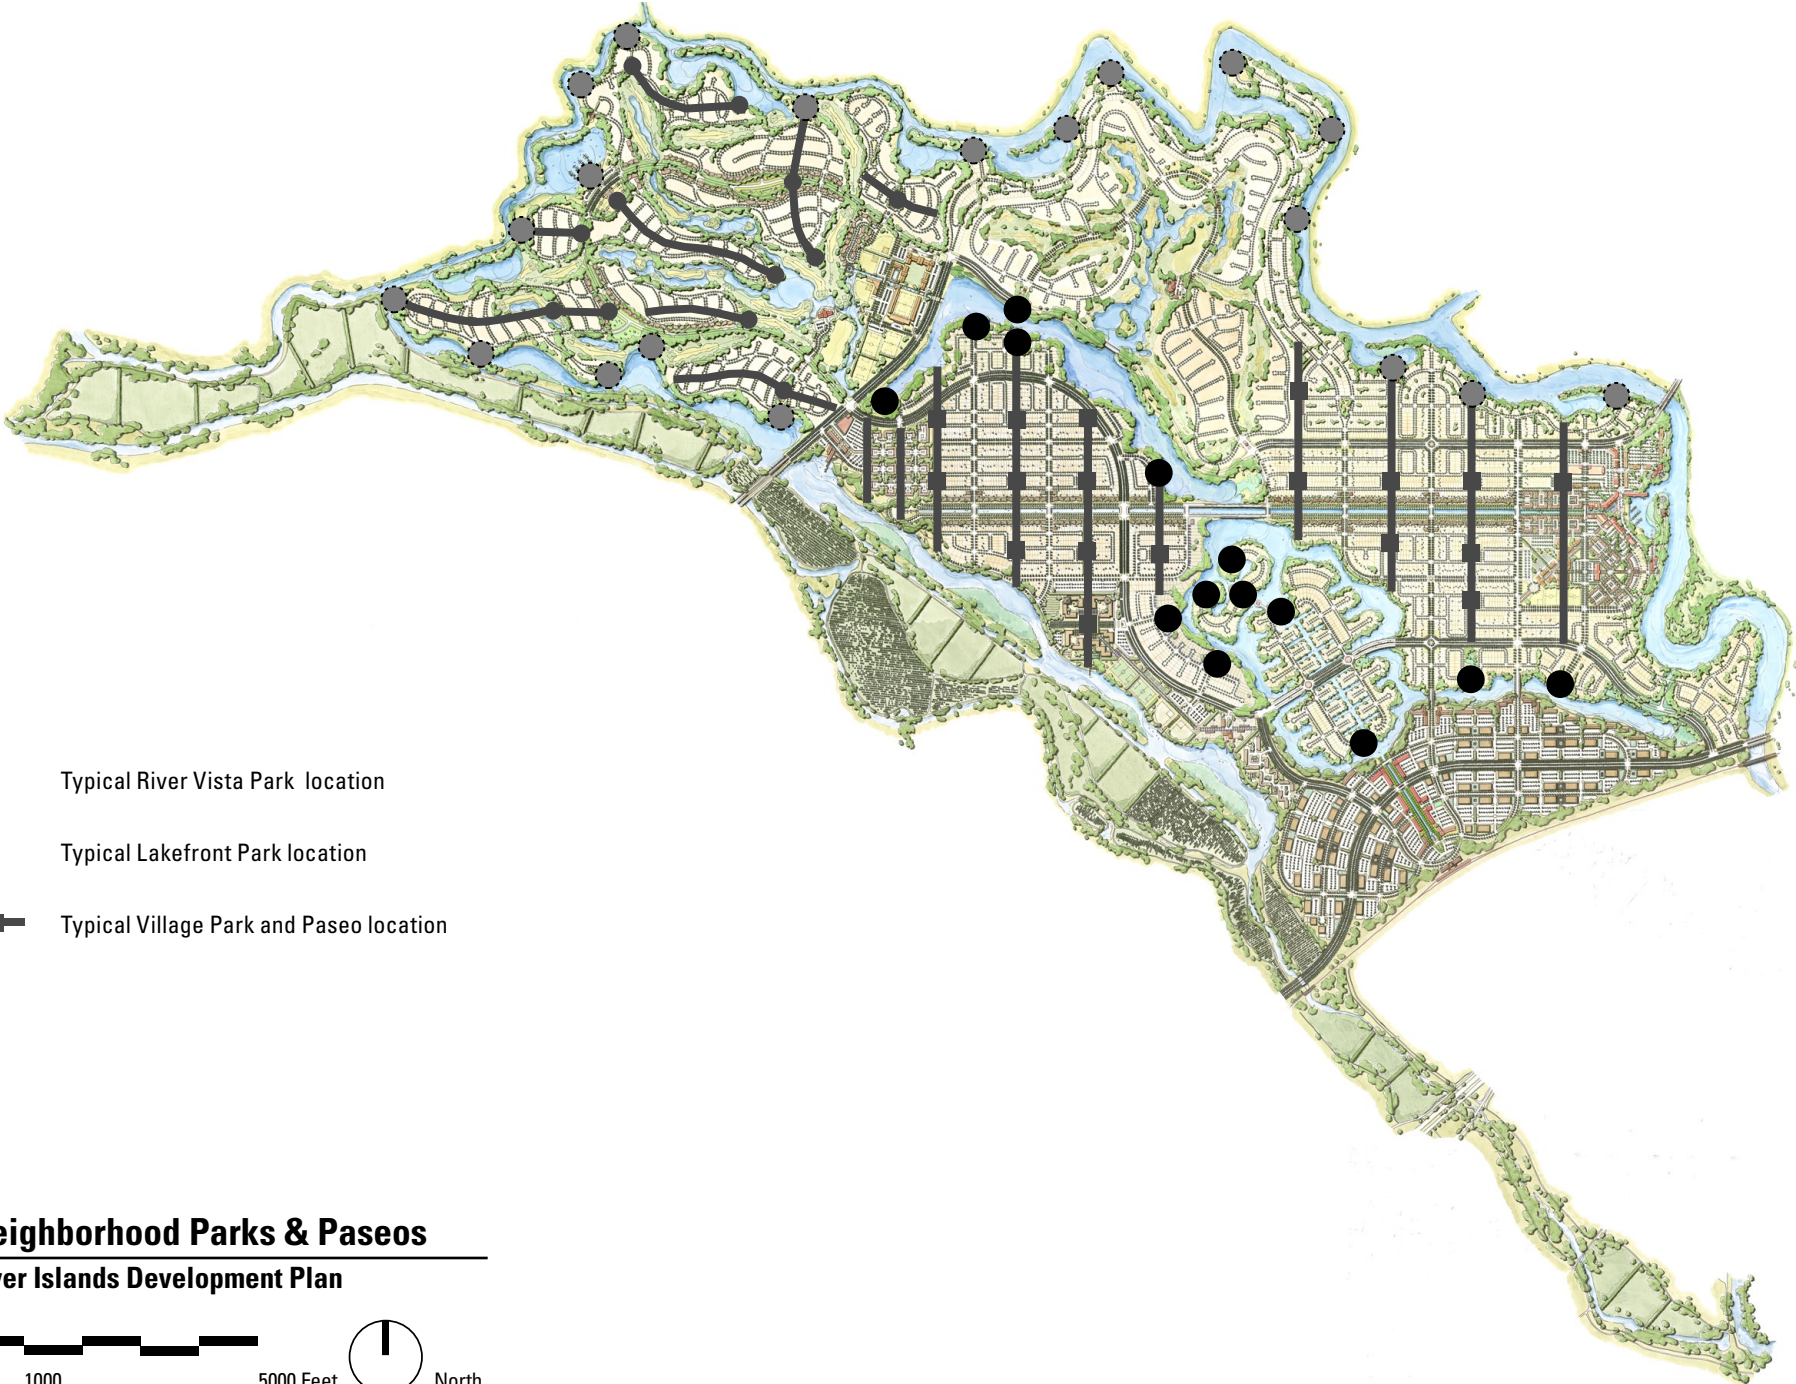 Typical River Vista Park location
Typical Lakefront Park location
Typical Village Park and Paseo location
eighborhood Parks & Paseos
er Islands Development Plan
1000
5000 Feet
North